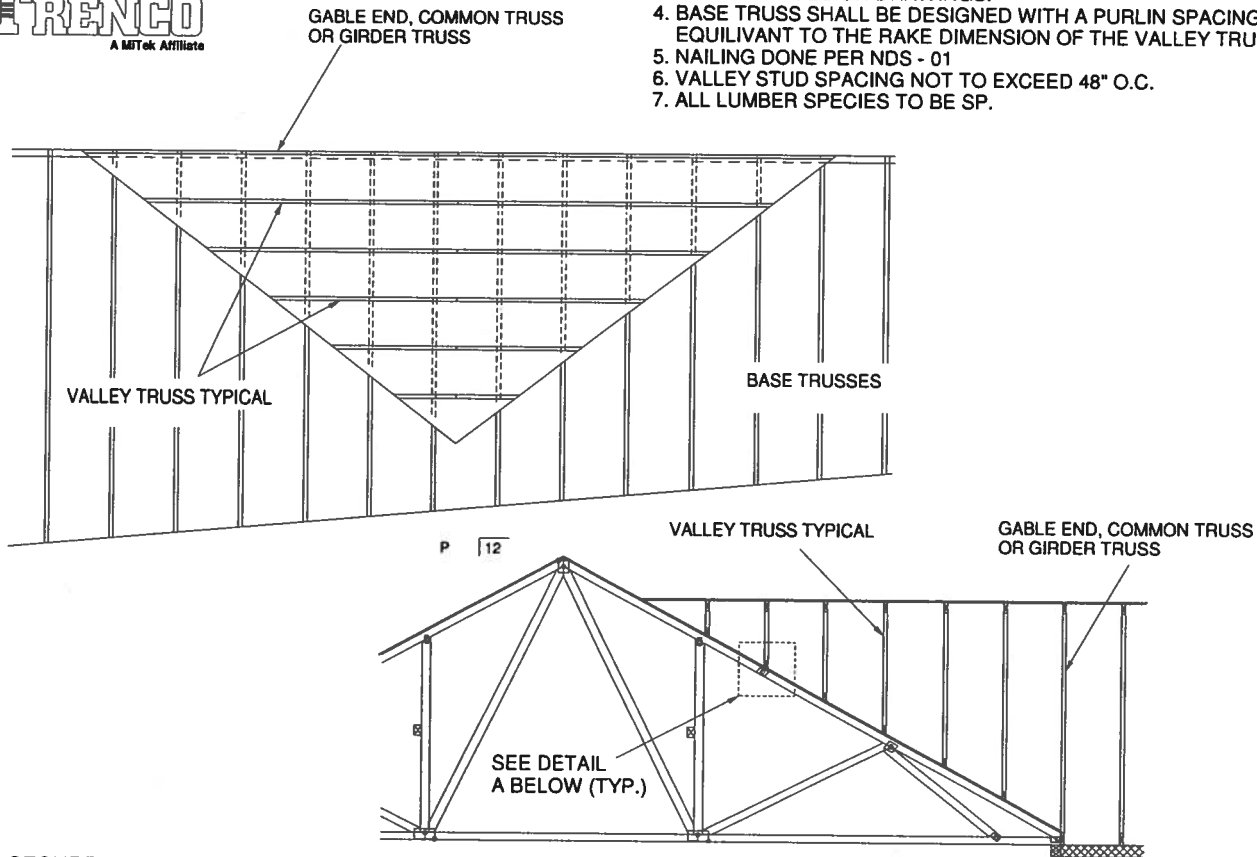 TRENCO
A MiTek Affiliate
GABLE END, COMMON TRUSS
OR GIRDER TRUSS
4. BASE TRUSS SHALL BE DESIGNED WITH A PURLIN SPACING
EQUILIVANT TO THE RAKE DIMENSION OF THE VALLEY TRU
5. NAILING DONE PER NDS - 01
6. VALLEY STUD SPACING NOT TO EXCEED 48" O.C.
7. ALL LUMBER SPECIES TO BE SP.
VALLEY TRUSS TYPICAL
BASE TRUSSES
P 12
VALLEY TRUSS TYPICAL
GABLE END, COMMON TRUSS
OR GIRDER TRUSS
SEE DETAIL
A BELOW (TYP.)